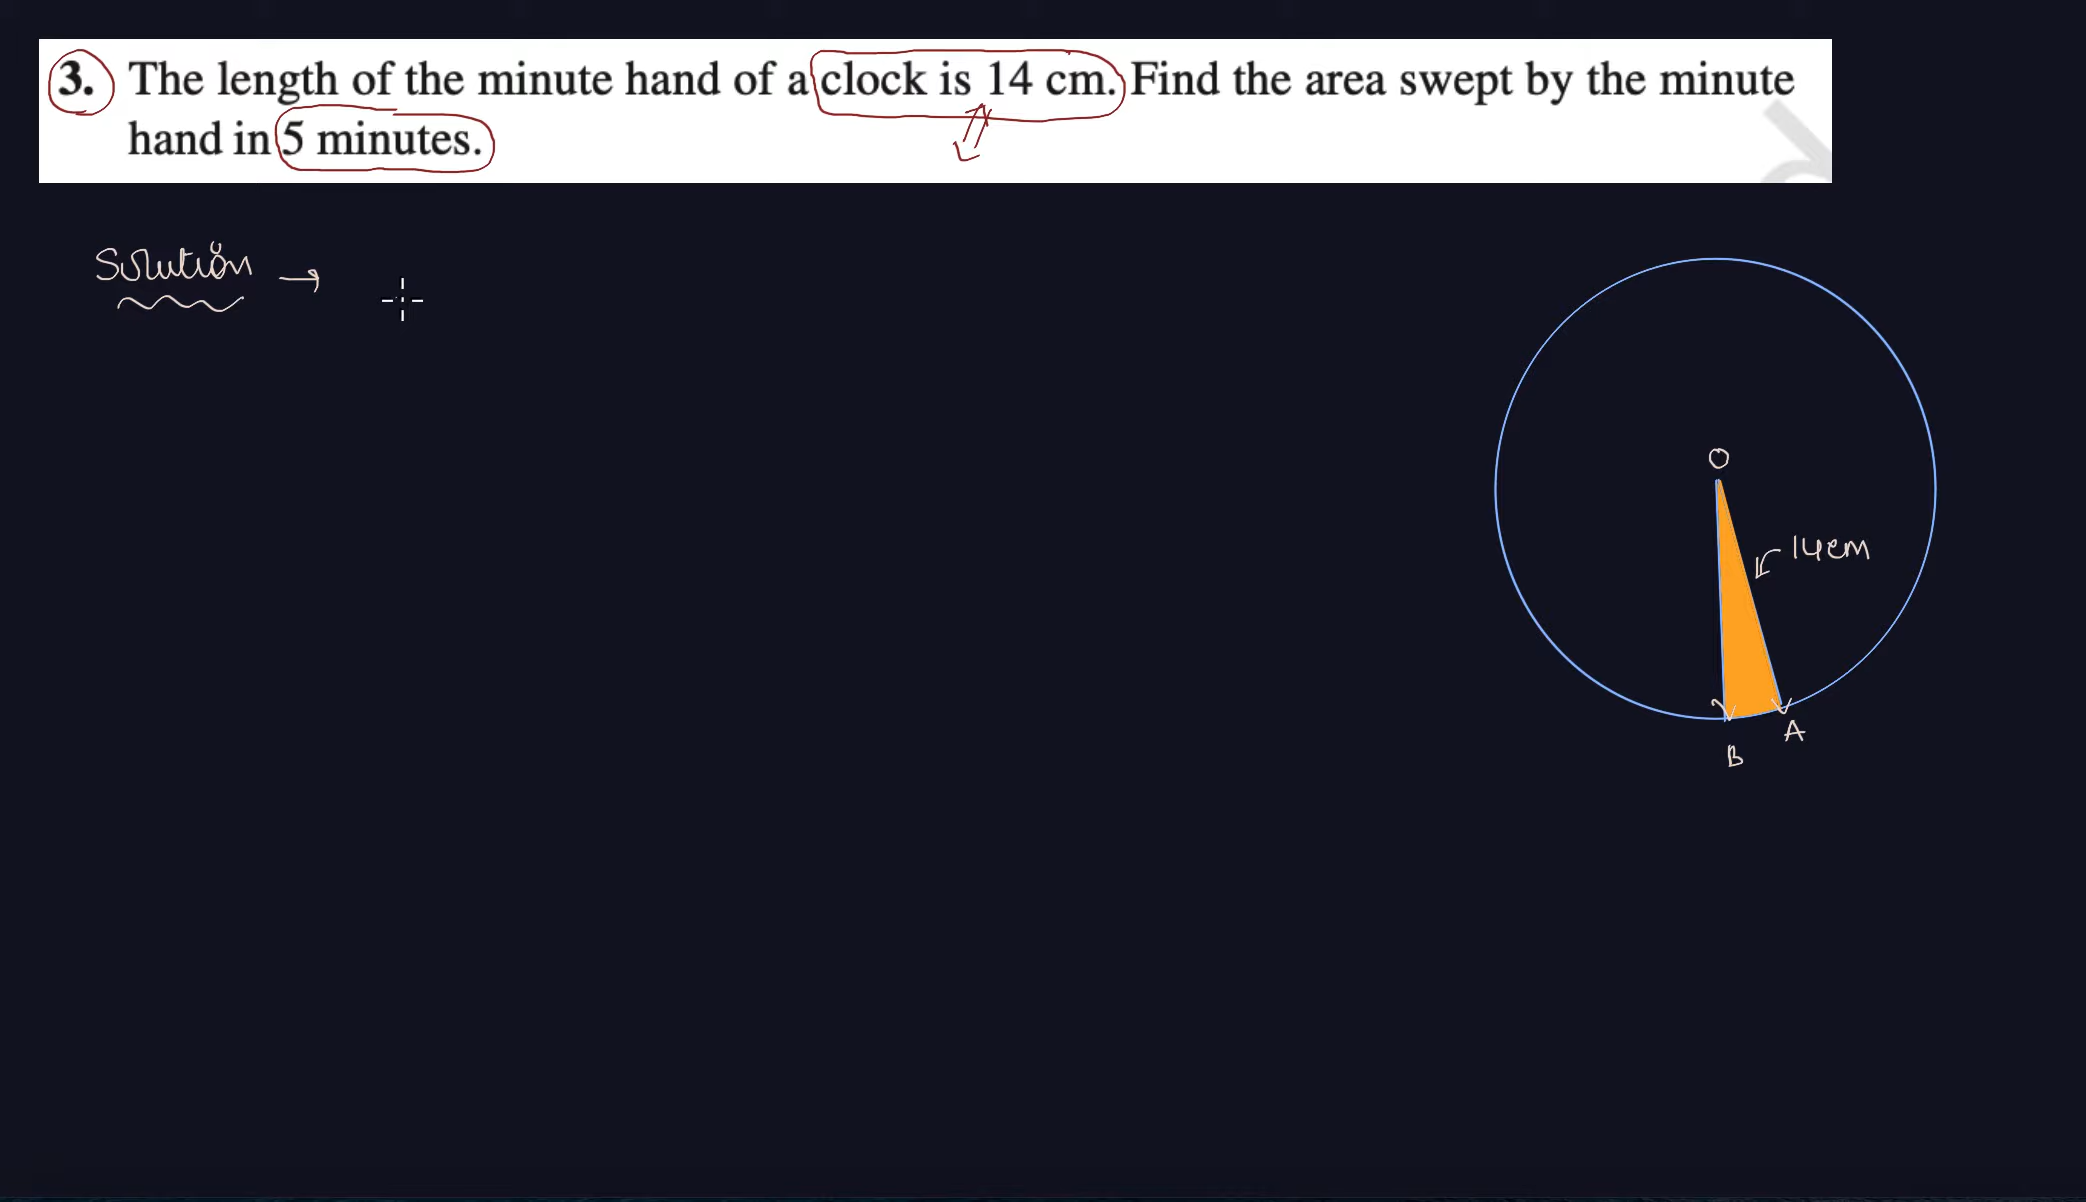 3. The length of the minute hand of a clock is 14 cm. Find the area swept by the minute
hand in 5 minutes.
Solution →
O
14cm
A
B